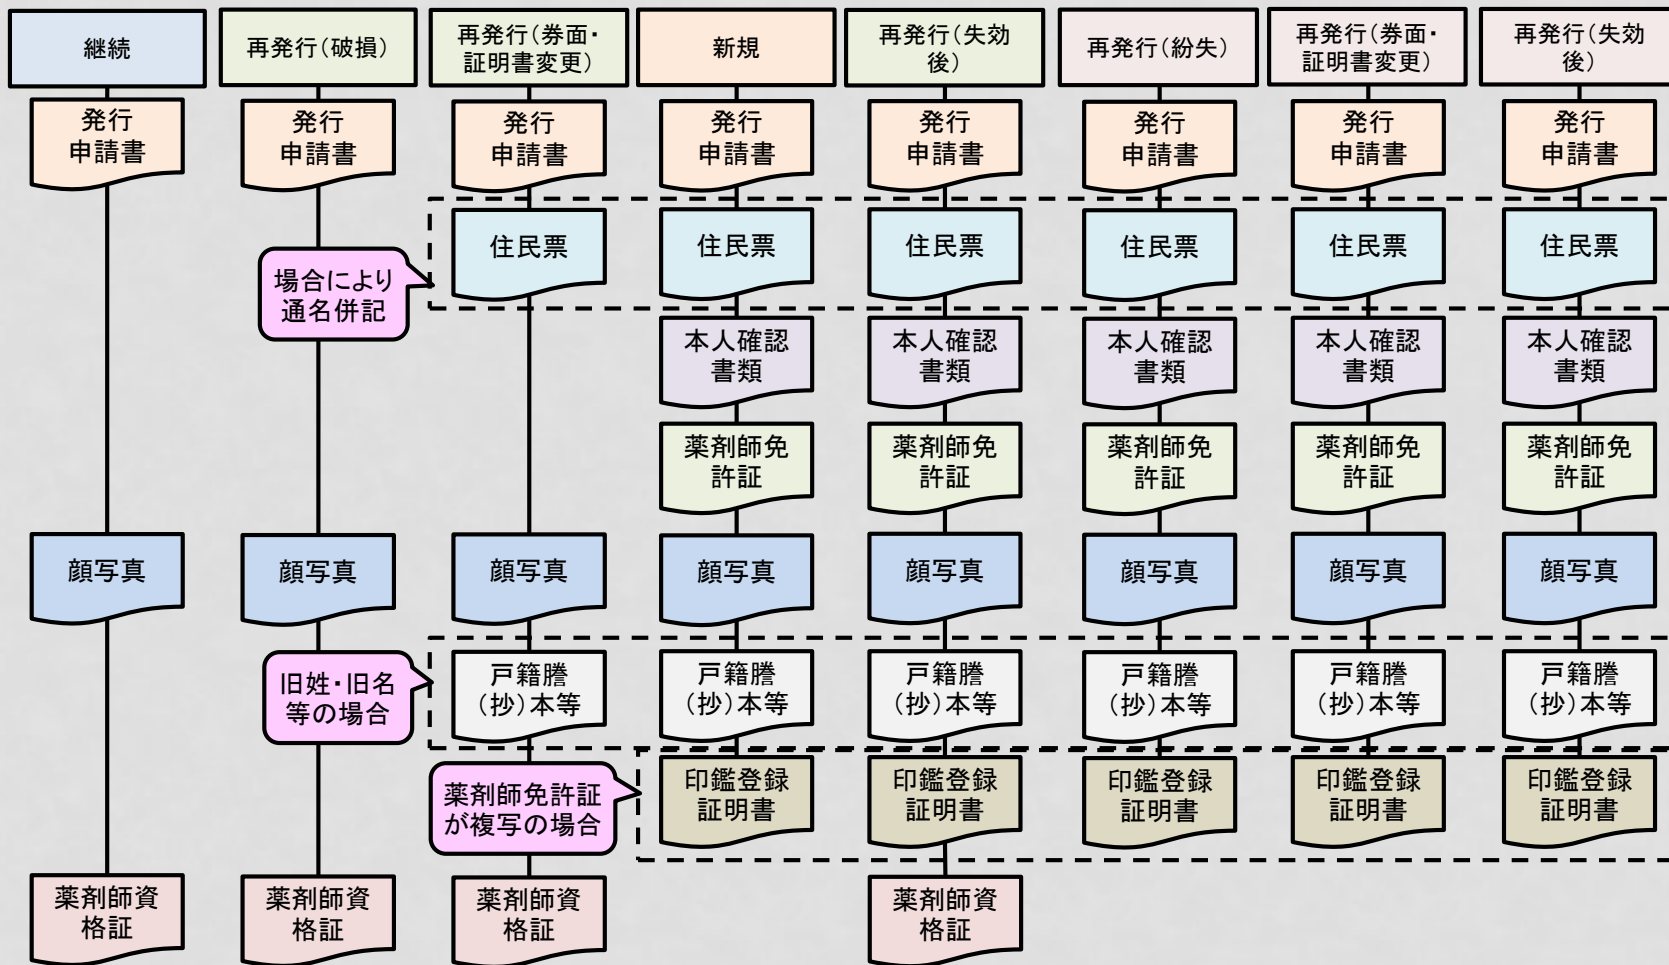 継続
再発行（破損）
再発行（券面・
証明書変更）
新規
再発行（失効
後）
再発行（紛失）
再発行（券面・
証明書変更）
再発行（失効
後）
発行
申請書
発行
申請書
発行
申請書
発行
申請書
発行
申請書
発行
申請書
発行
申請書
発行
申請書
場合により
通名併記
住民票
住民票
住民票
住民票
住民票
住民票
本人確認
書類
本人確認
書類
本人確認
書類
本人確認
書類
本人確認
書類
薬剤師免
許証
薬剤師免
許証
薬剤師免
許証
薬剤師免
許証
薬剤師免
許証
顔写真
顔写真
顔写真
顔写真
顔写真
顔写真
顔写真
顔写真
旧姓・旧名
等の場合
戸籍謄
（抄）本等
戸籍謄
（抄）本等
戸籍謄
（抄）本等
戸籍謄
（抄）本等
戸籍謄
（抄）本等
戸籍謄
（抄）本等
薬剤師免許証
が複写の場合
印鑑登録
証明書
印鑑登録
証明書
印鑑登録
証明書
印鑑登録
証明書
印鑑登録
証明書
薬剤師資
格証
薬剤師資
格証
薬剤師資
格証
薬剤師資
格証